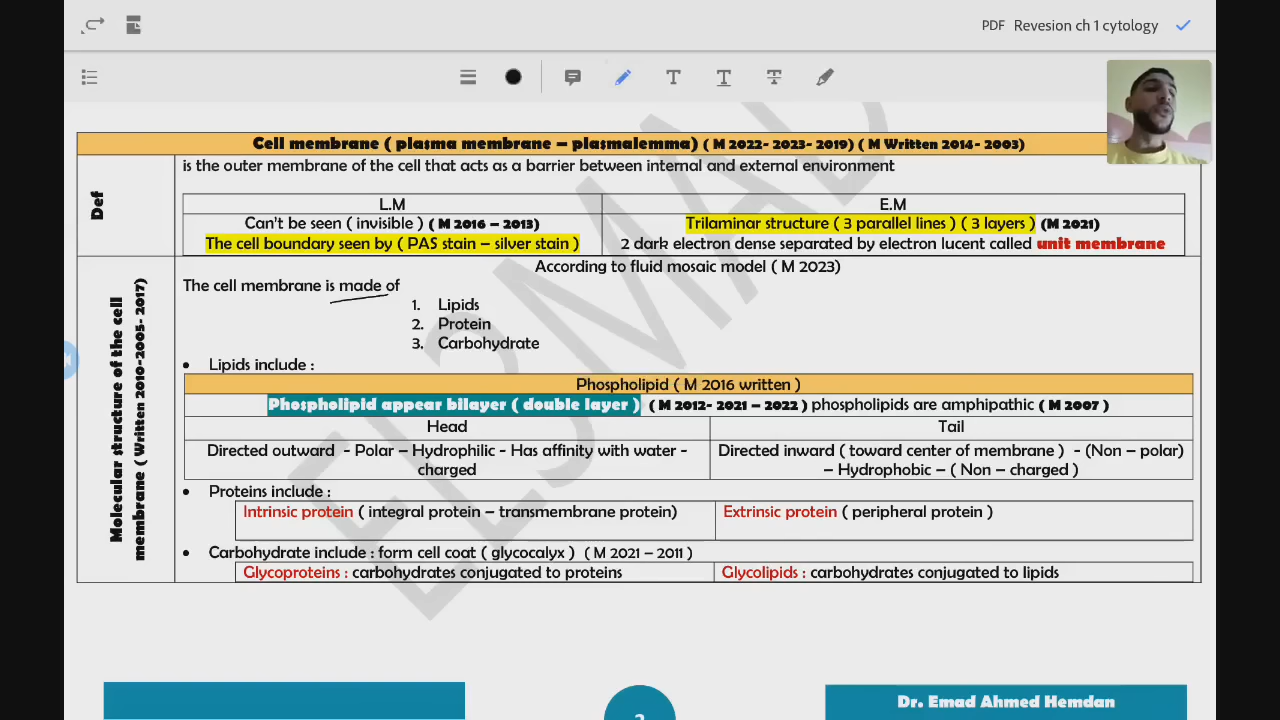 PDF Revesion ch 1 cytology
Cell membrane ( plasma membrane – plasmalemma) ( M 2022- 2023- 2019) ( M Written 2014- 2003)
Def
is the outer membrane of the cell that acts as a barrier between internal and external environment
L.M
E.M
Can't be seen ( invisible ) ( M 2016 – 2013)
Trilaminar structure ( 3 parallel lines ) ( 3 layers ) (M 2021)
The cell boundary seen by ( PAS stain – silver stain )
2 dark electron dense separated by electron lucent called unit membrane
Molecular structure of the cell
membrane ( Written 2010-2005- 2017)
According to fluid mosaic model ( M 2023)
The cell membrane is made of
1. Lipids
2. Protein
3. Carbohydrate
• Lipids include :
Phospholipid ( M 2016 written )
Phospholipid appear bilayer ( double layer ) ( M 2012- 2021 – 2022 ) phospholipids are amphipathic ( M 2007 )
Head
Tail
Directed outward - Polar – Hydrophilic - Has affinity with water -
charged
Directed inward ( toward center of membrane ) - (Non – polar)
– Hydrophobic – ( Non – charged )
• Proteins include :
Intrinsic protein ( integral protein – transmembrane protein)
Extrinsic protein ( peripheral protein )
• Carbohydrate include : form cell coat ( glycocalyx ) ( M 2021 – 2011 )
Glycoproteins : carbohydrates conjugated to proteins
Glycolipids : carbohydrates conjugated to lipids
Dr. Emad Ahmed Hemdan